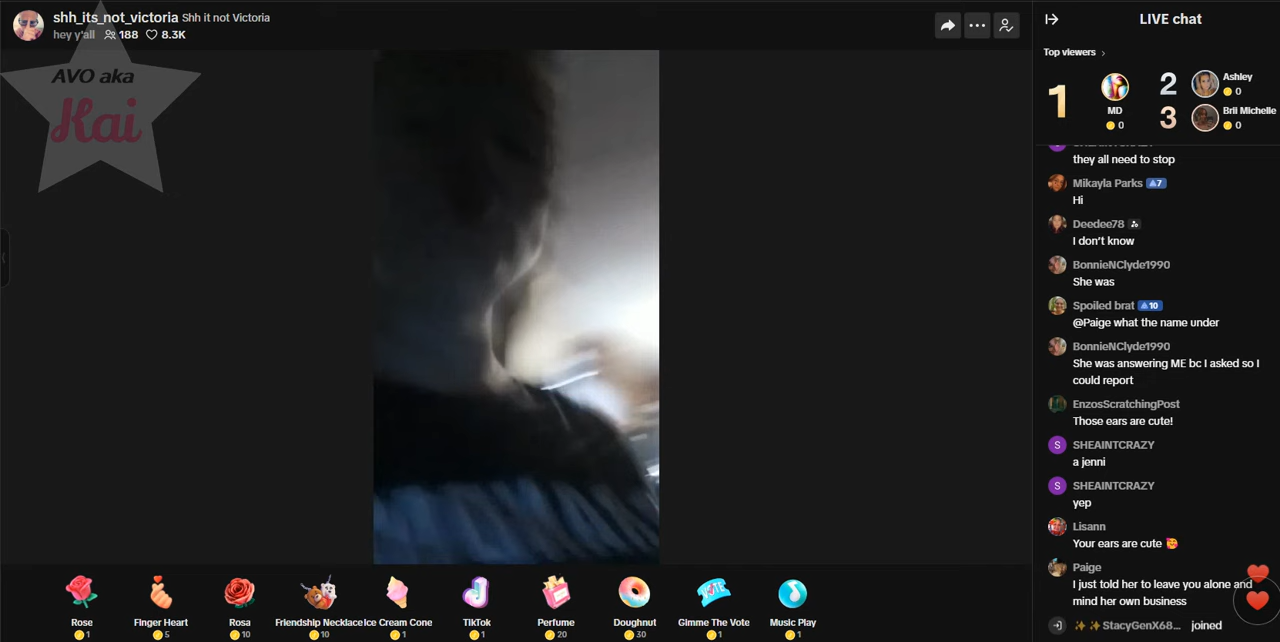 shh_its_not_victoria Shh it not Victoria
hey y'all 188 8.3K
AVO aka
Kai
LIVE chat
Top viewers
1
MD
0
2
Ashley
0
3
Brii Michelle
0
they all need to stop
Mikayla Parks 7
Hi
Deedee78
I don't know
BonnieNClyde1990
She was
Spoiled brat 10
@Paige what the name under
BonnieNClyde1990
She was answering ME bc I asked so I
could report
EnzosScratchingPost
Those ears are cute!
S SHEAINTCRAZY
a jenni
S SHEAINTCRAZY
yep
Lisann
Your ears are cute 🥰
Paige
I just told her to leave you alone and
mind her own business
✨✨StacyGenX68... joined
Rose
1
Finger Heart
5
Rosa
10
Friendship Necklace
10
Ice Cream Cone
1
TikTok
1
Perfume
20
Doughnut
30
VOTE
Gimme The Vote
1
Music Play
1